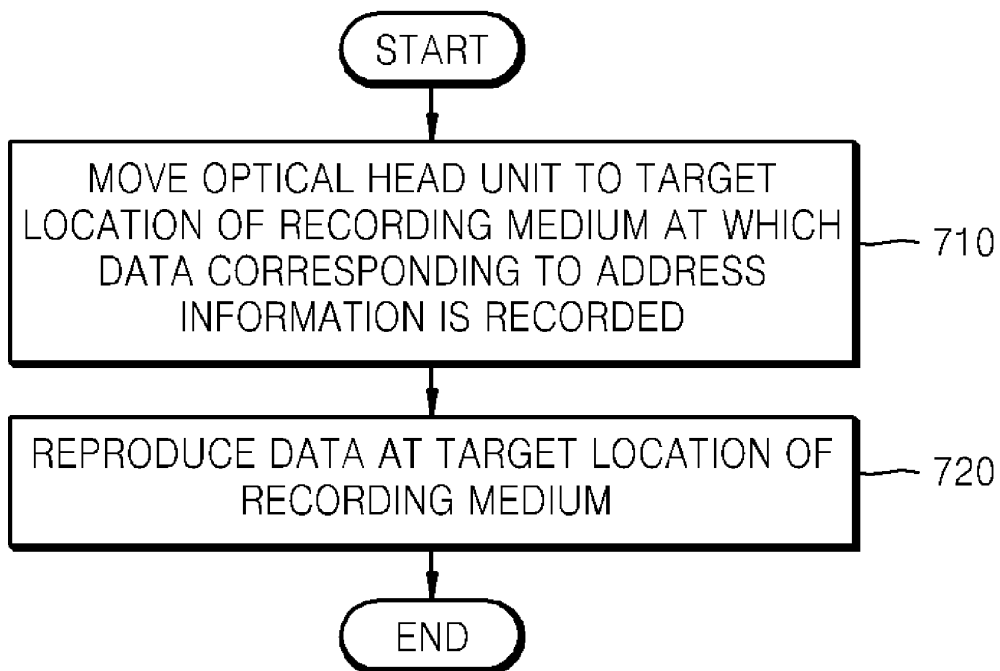 START
MOVE OPTICAL HEAD UNIT TO TARGET
LOCATION OF RECORDING MEDIUM AT WHICH
DATA CORRESPONDING TO ADDRESS
INFORMATION IS RECORDED
710
REPRODUCE DATA AT TARGET LOCATION OF
RECORDING MEDIUM
720
END